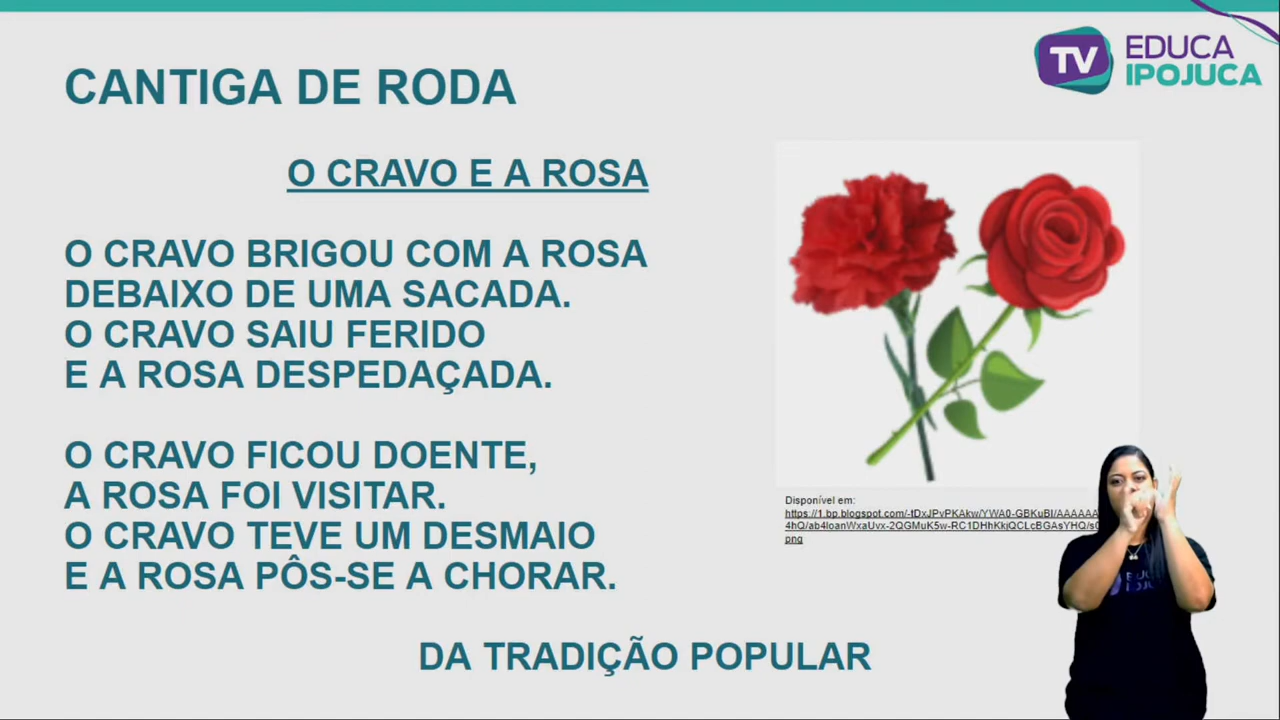 TV EDUCA
IPOJUCA
CANTIGA DE RODA
O CRAVO E A ROSA
O CRAVO BRIGOU COM A ROSA
DEBAIXO DE UMA SACADA.
O CRAVO SAIU FERIDO
E A ROSA DESPEDAÇADA.
O CRAVO FICOU DOENTE,
A ROSA FOI VISITAR.
O CRAVO TEVE UM DESMAIO
E A ROSA PÔS-SE A CHORAR.
DA TRADIÇÃO POPULAR
Disponível em:
png